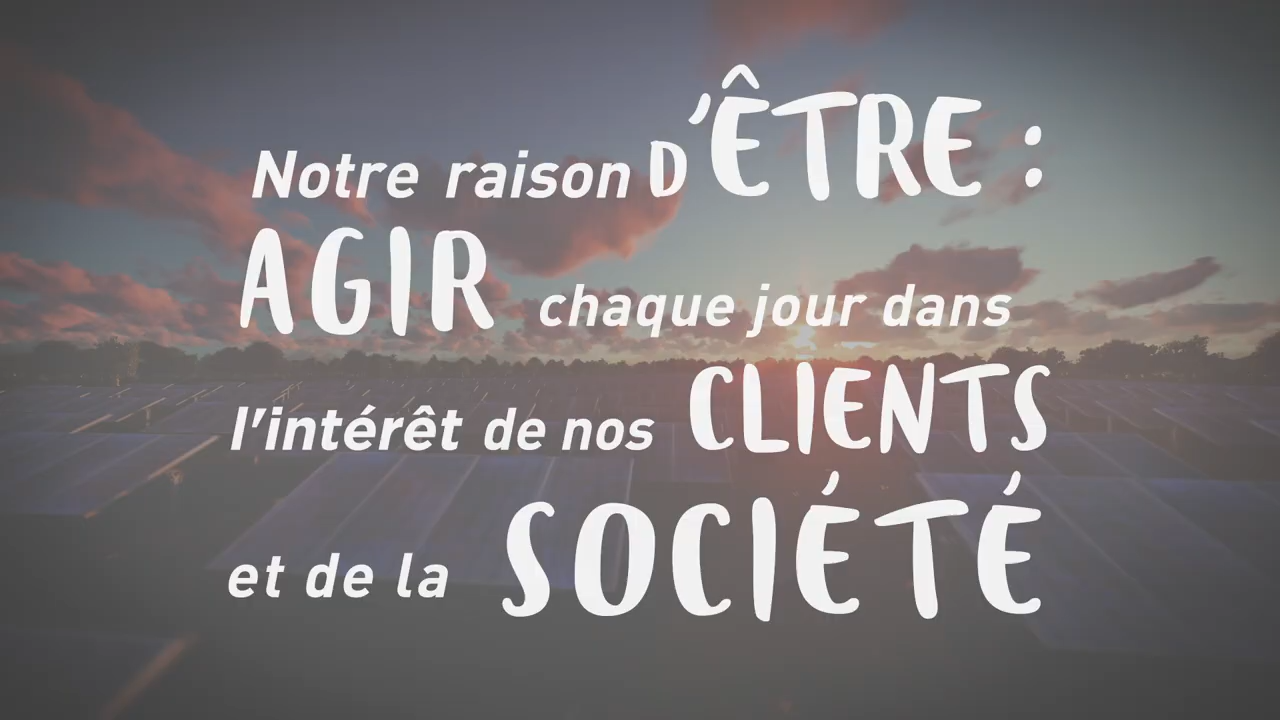 Notre raison D'ÊTRE :
AGIR chaque jour dans
l'intérêt de nos CLIENTS
et de la SOCIÉTÉ